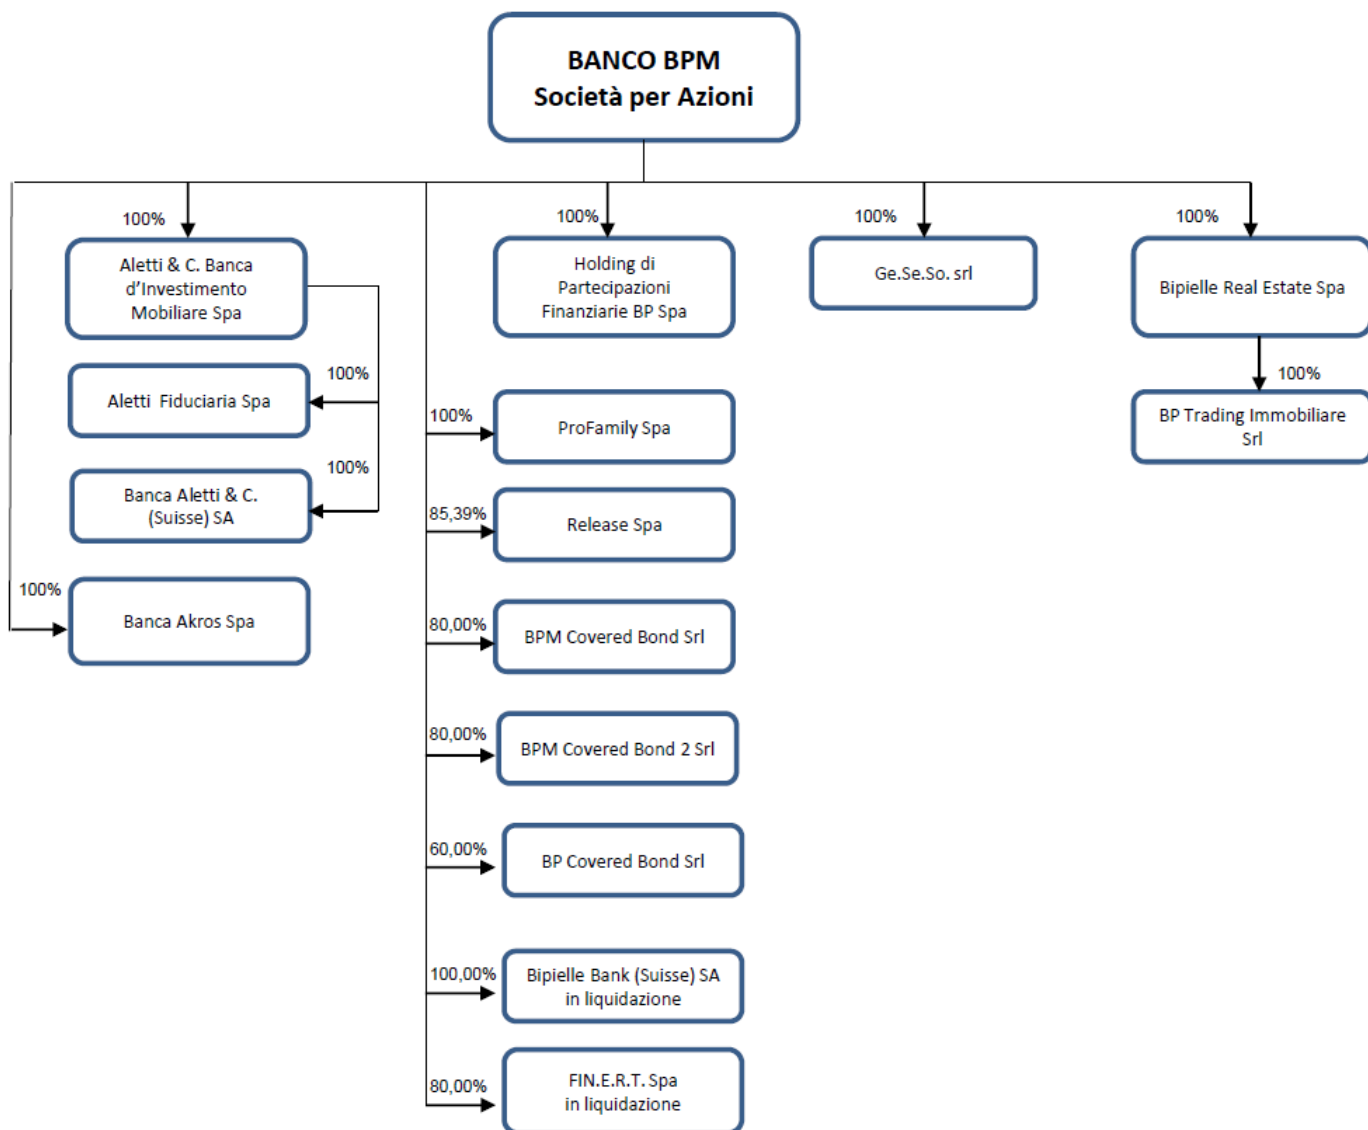 BANCO BPM
Società per Azioni
100%
100%
100%
100%
Aletti & C. Banca
d'Investimento
Mobiliare Spa
Holding di
Partecipazioni
Finanziarie BP Spa
Ge.Se.So. srl
Bipielle Real Estate Spa
100%
Aletti  Fiduciaria Spa
100%
ProFamily Spa
100%
BP Trading Immobiliare
Srl
100%
Banca Aletti & C.
(Suisse) SA
85,39%
Release Spa
100%
Banca Akros Spa
80,00%
BPM Covered Bond Srl
80,00%
BPM Covered Bond 2 Srl
60,00%
BP Covered Bond Srl
100,00%
Bipielle Bank (Suisse) SA
in liquidazione
80,00%
FIN.E.R.T. Spa
in liquidazione